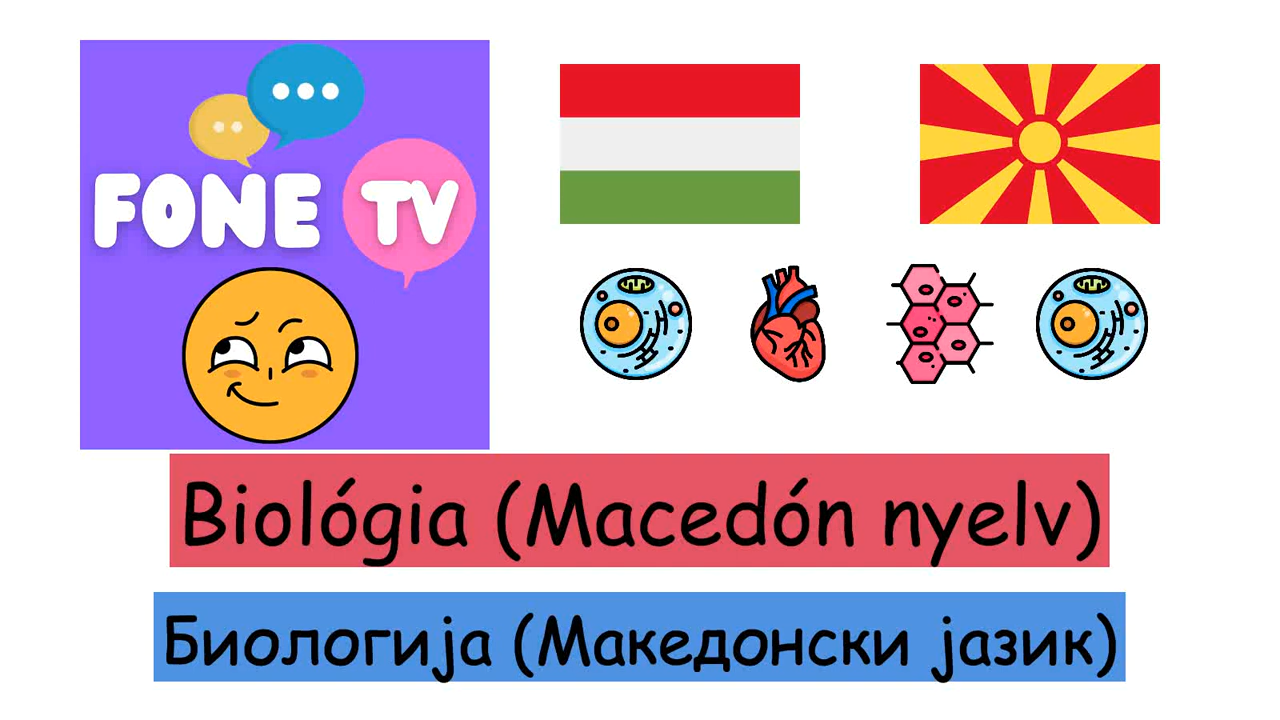 FONE TV
Biológia (Macedón nyelv)
Биологија (Македонски јазик)